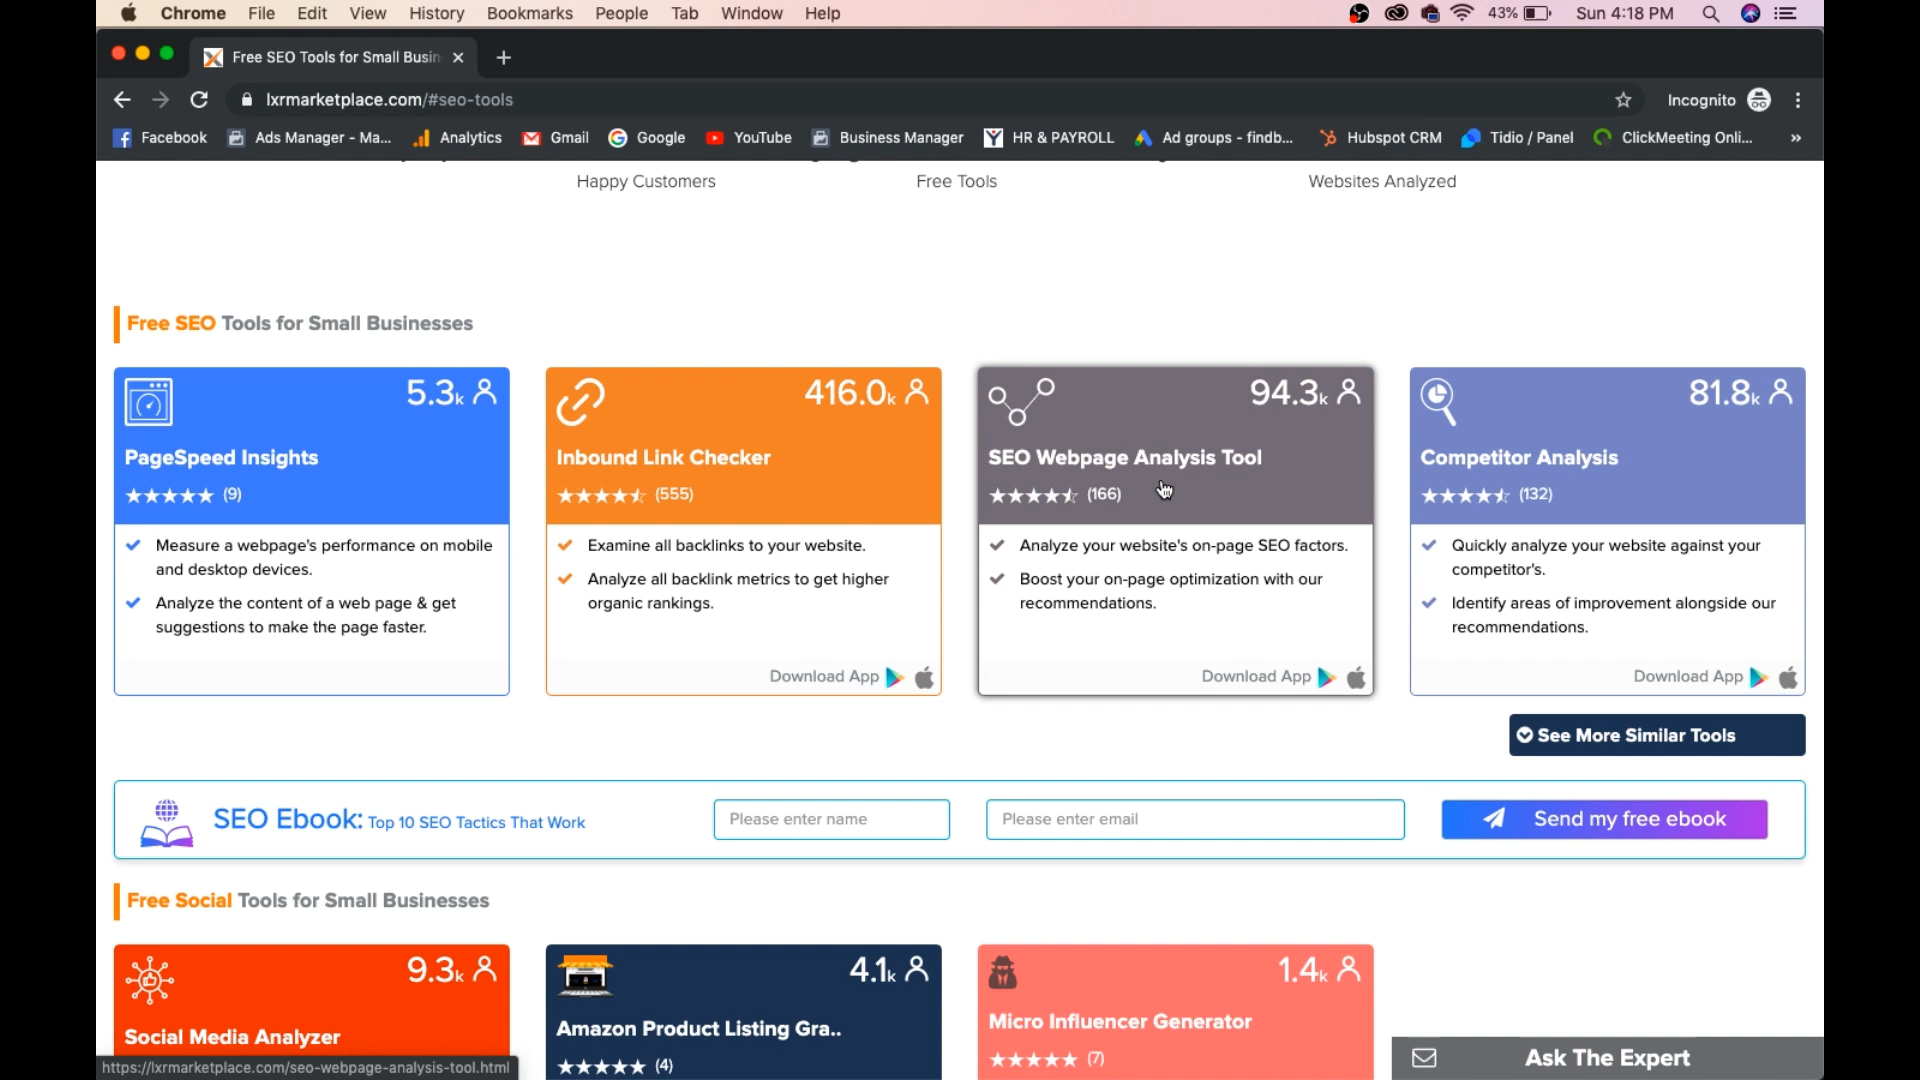 Chrome File Edit View History Bookmarks People Tab Window Help 43% Sun 4:18 PM
Free SEO Tools for Small Busin
lxrmarketplace.com/#seo-tools Incognito
Facebook Ads Manager - Ma... Analytics Gmail Google YouTube Business Manager HR & PAYROLL Ad groups - findb... Hubspot CRM Tidio / Panel ClickMeeting Onli... »
Happy Customers Free Tools Websites Analyzed
Free SEO Tools for Small Businesses
5.3k
PageSpeed Insights
(9)
Measure a webpage's performance on mobile
and desktop devices.
Analyze the content of a web page & get
suggestions to make the page faster.
416.0k
Inbound Link Checker
(555)
Examine all backlinks to your website.
Analyze all backlink metrics to get higher
organic rankings.
Download App
94.3k
SEO Webpage Analysis Tool
(166)
Analyze your website's on-page SEO factors.
Boost your on-page optimization with our
recommendations.
Download App
81.8k
Competitor Analysis
(132)
Quickly analyze your website against your
competitor's.
Identify areas of improvement alongside our
recommendations.
Download App
See More Similar Tools
SEO Ebook: Top 10 SEO Tactics That Work Please enter name Please enter email Send my free ebook
Free Social Tools for Small Businesses
9.3k
Social Media Analyzer
4.1k
Amazon Product Listing Gra..
(4)
1.4k
Micro Influencer Generator
(7)
Ask The Expert
https://lxrmarketplace.com/seo-webpage-analysis-tool.html